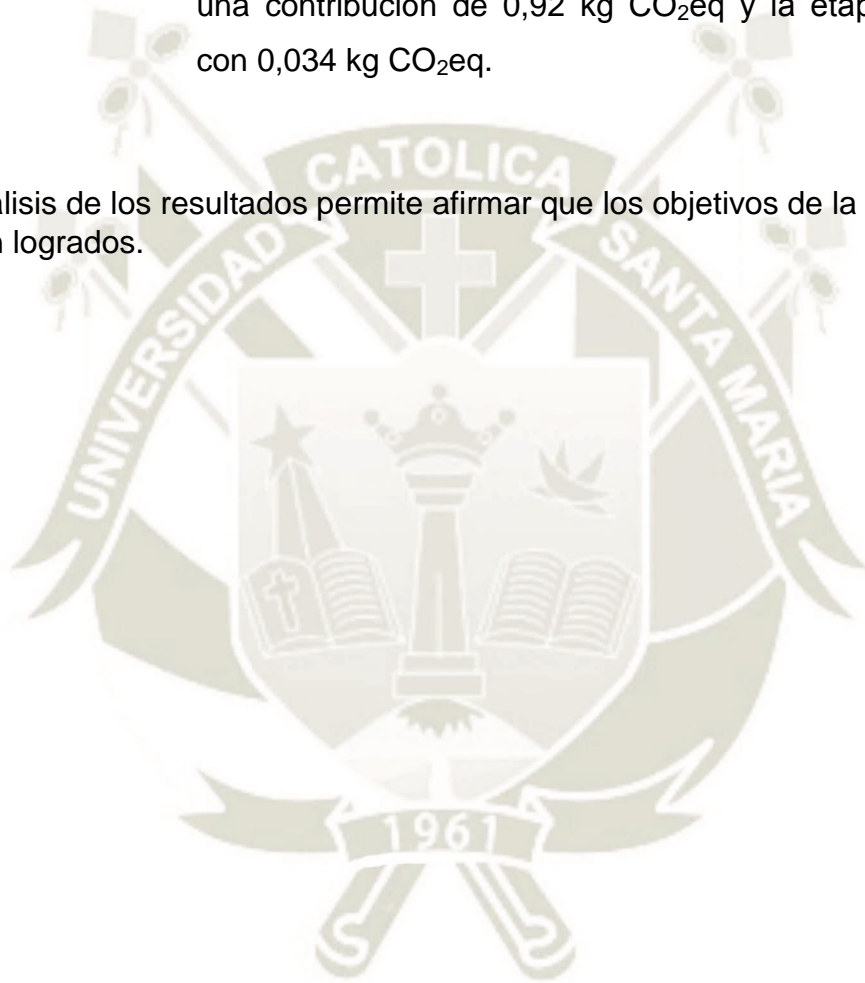 una contribución de 0,92 kg CO₂eq y la etap
con 0,034 kg CO₂eq.
CATOLICA
álisis de los resultados permite afirmar que los objetivos de la
n logrados.
UNIVERSIDAD
SANTA MARIA
1961